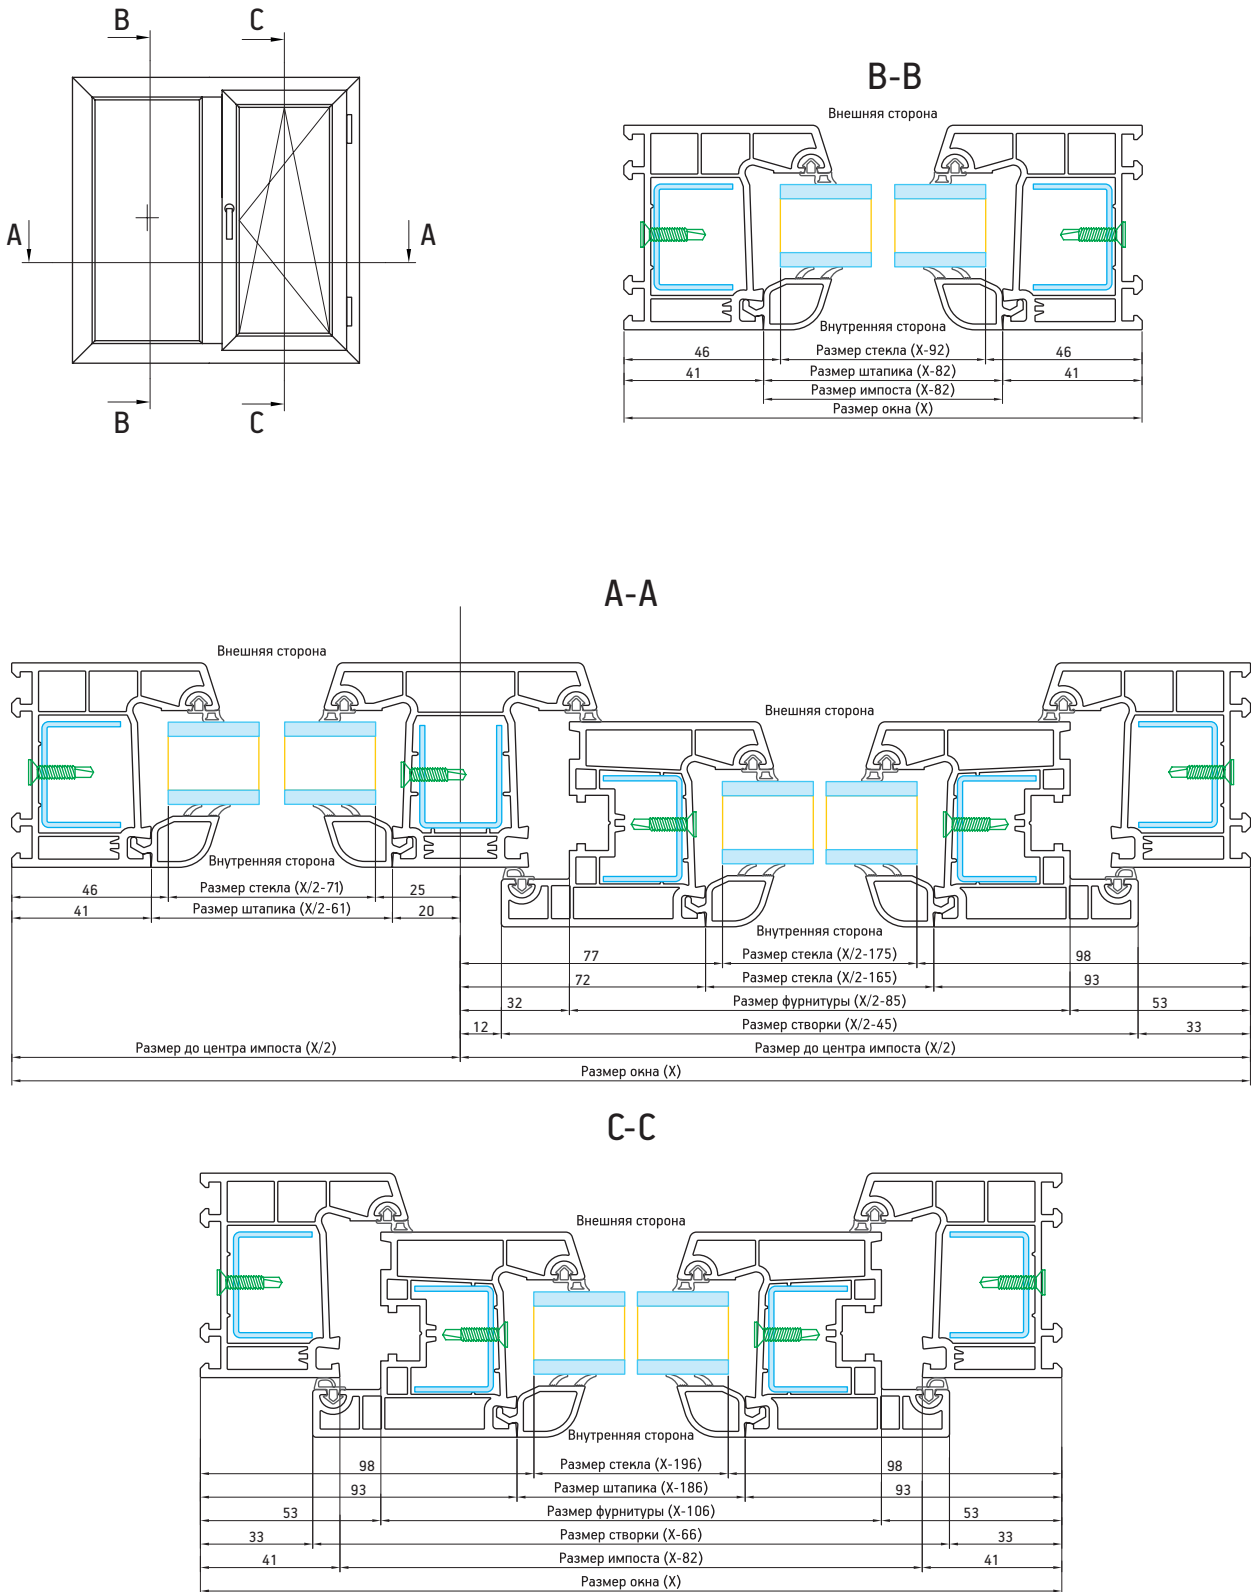 B C
A A
B C
B-B
Внешняя сторона
Внутренняя сторона
46 Размер стекла (X-92) 46
41 Размер штапика (X-82) 41
Размер импоста (X-82)
Размер окна (X)
A-A
Внешняя сторона
Внешняя сторона
Внутренняя сторона
46 Размер стекла (X/2-71) 25
41 Размер штапика (X/2-61) 20
Внутренняя сторона
77 Размер стекла (X/2-175) 98
72 Размер стекла (X/2-165) 93
32 Размер фурнитуры (X/2-85) 53
12 Размер створки (X/2-45) 33
Размер до центра импоста (X/2) Размер до центра импоста (X/2)
Размер окна (X)
C-C
Внешняя сторона
Внутренняя сторона
98 Размер стекла (X-196) 98
93 Размер штапика (X-186) 93
53 Размер фурнитуры (X-106) 53
33 Размер створки (X-66) 33
41 Размер импоста (X-82) 41
Размер окна (X)